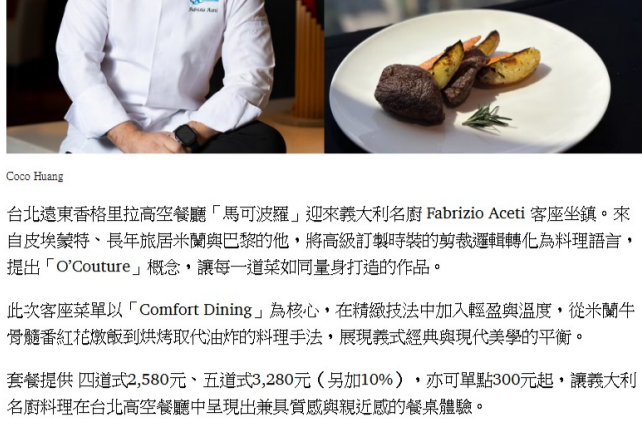 Fabrizio Aceti
Coco Huang
台北遠東香格里拉高空餐廳「馬可波羅」迎來義大利名廚 Fabrizio Aceti 客座坐鎮。來
自皮埃蒙特、長年旅居米蘭與巴黎的他，將高級訂製時裝的剪裁邏輯轉化為料理語言，
提出「O’Couture」概念，讓每一道菜如同量身打造的作品。
此次客座菜單以「Comfort Dining」為核心，在精緻技法中加入輕盈與溫度，從米蘭牛
骨髓番紅花燉飯到烘烤取代油炸的料理手法，展現義式經典與現代美學的平衡。
套餐提供 四道式2,580元、五道式3,280元（另加10%），亦可單點300元起，讓義大利
名廚料理在台北高空餐廳中呈現出兼具質感與親近感的餐桌體驗。